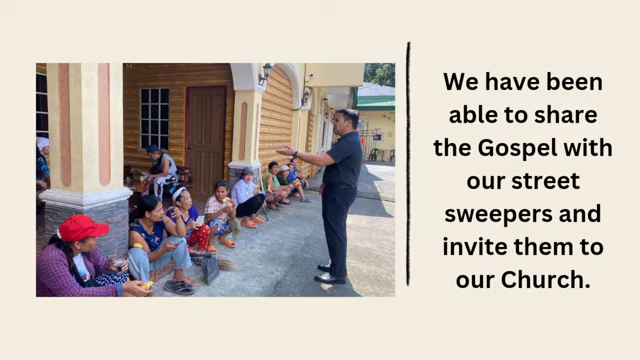 We have been
able to share
the Gospel with
our street
sweepers and
invite them to
our Church.